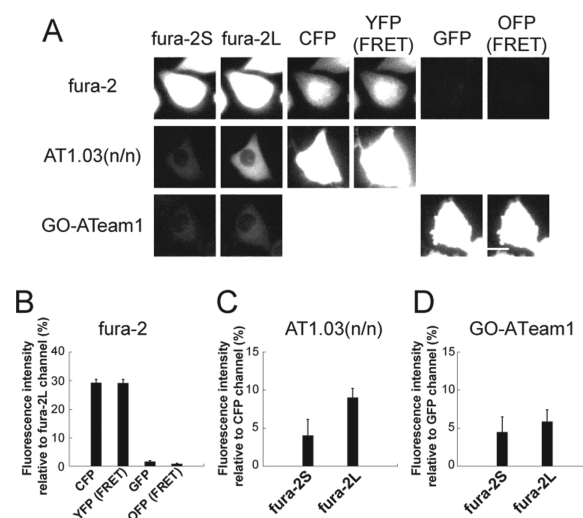 A
fura-2S fura-2L CFP YFP (FRET) GFP OFP (FRET)
fura-2
AT1.03(n/n)
GO-ATeam1
B
fura-2
Fluorescence intensity
relative to fura-2L channel (%)
40
30
20
10
0
CFP
YFP (FRET)
GFP
OFP (FRET)
C
AT1.03(n/n)
Fluorescence intensity
relative to CFP channel (%)
15
10
5
0
fura-2S
fura-2L
D
GO-ATeam1
Fluorescence intensity
relative to GFP channel (%)
15
10
5
0
fura-2S
fura-2L